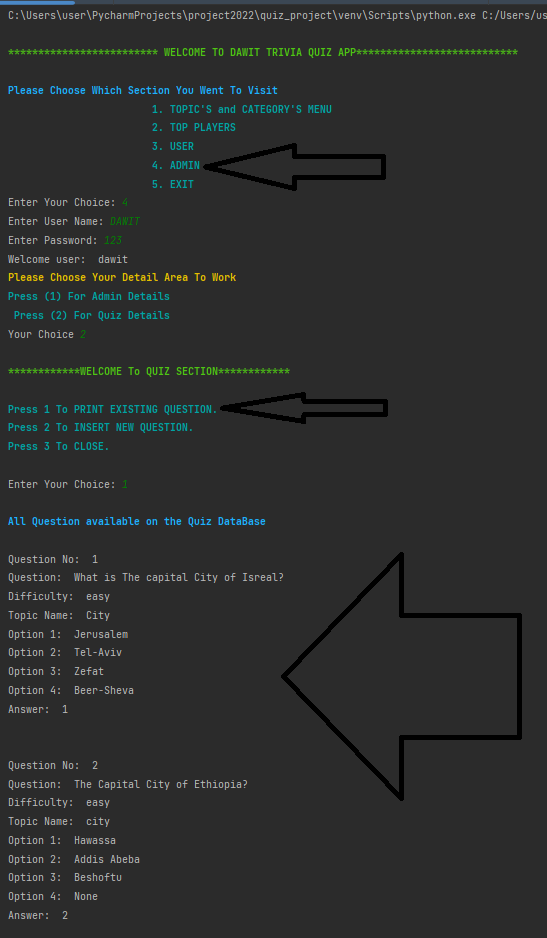 C:\Users\user\PycharmProjects\project2022\quiz_project\venv\Scripts\python.exe C:/Users/us
************************* WELCOME TO DAWIT TRIVIA QUIZ APP***************************
Please Choose Which Section You Went To Visit
1. TOPIC'S and CATEGORY'S MENU
2. TOP PLAYERS
3. USER
4. ADMIN
5. EXIT
Enter Your Choice: 4
Enter User Name: DAWIT
Enter Password: 123
Welcome user:  dawit
Please Choose Your Detail Area To Work
Press (1) For Admin Details
Press (2) For Quiz Details
Your Choice 2
************WELCOME To QUIZ SECTION************
Press 1 To PRINT EXISTING QUESTION.
Press 2 To INSERT NEW QUESTION.
Press 3 To CLOSE.
Enter Your Choice: 1
All Question available on the Quiz DataBase
Question No:  1
Question:  What is The capital City of Isreal?
Difficulty:  easy
Topic Name:  City
Option 1:  Jerusalem
Option 2:  Tel-Aviv
Option 3:  Zefat
Option 4:  Beer-Sheva
Answer:  1
Question No:  2
Question:  The Capital City of Ethiopia?
Difficulty:  easy
Topic Name:  city
Option 1:  Hawassa
Option 2:  Addis Abeba
Option 3:  Beshoftu
Option 4:  None
Answer:  2